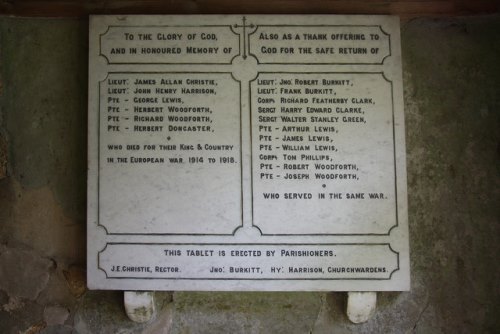 To the Glory of God,
and in honoured Memory of
Also as a thank offering to
God for the safe return of
Lieut. James Allan Christie,
Lieut. John Henry Harrison,
Pte - George Lewis,
Pte - Herbert Woodforth,
Pte - Richard Woodforth,
Pte - Herbert Doncaster,
who died for their King & Country
in the European war. 1914 to 1918.
Lieut. Jno. Robert Burkitt,
Lieut. Frank Burkitt,
Corpl Richard Featherby Clark,
Sergt Harry Edward Clarke,
Sergt Walter Stanley Green,
Pte - Arthur Lewis,
Pte - James Lewis,
Pte - William Lewis,
Corpl Tom Phillips,
Pte - Robert Woodforth,
Pte - Joseph Woodforth,
who served in the same war.
This tablet is erected by Parishioners.
J.E. Christie, Rector. Jno. Burkitt, Hy. Harrison, Churchwardens.